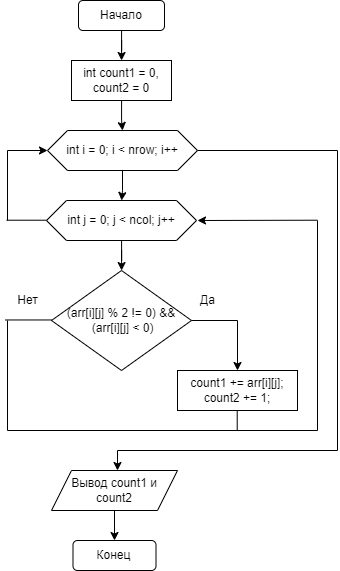 Начало
int count1 = 0,
count2 = 0
int i = 0; i < nrow; i++
int j = 0; j < ncol; j++
Нет
Да
(arr[i][j] % 2 != 0) &&
(arr[i][j] < 0)
count1 += arr[i][j];
count2 += 1;
Вывод count1 и
count2
Конец